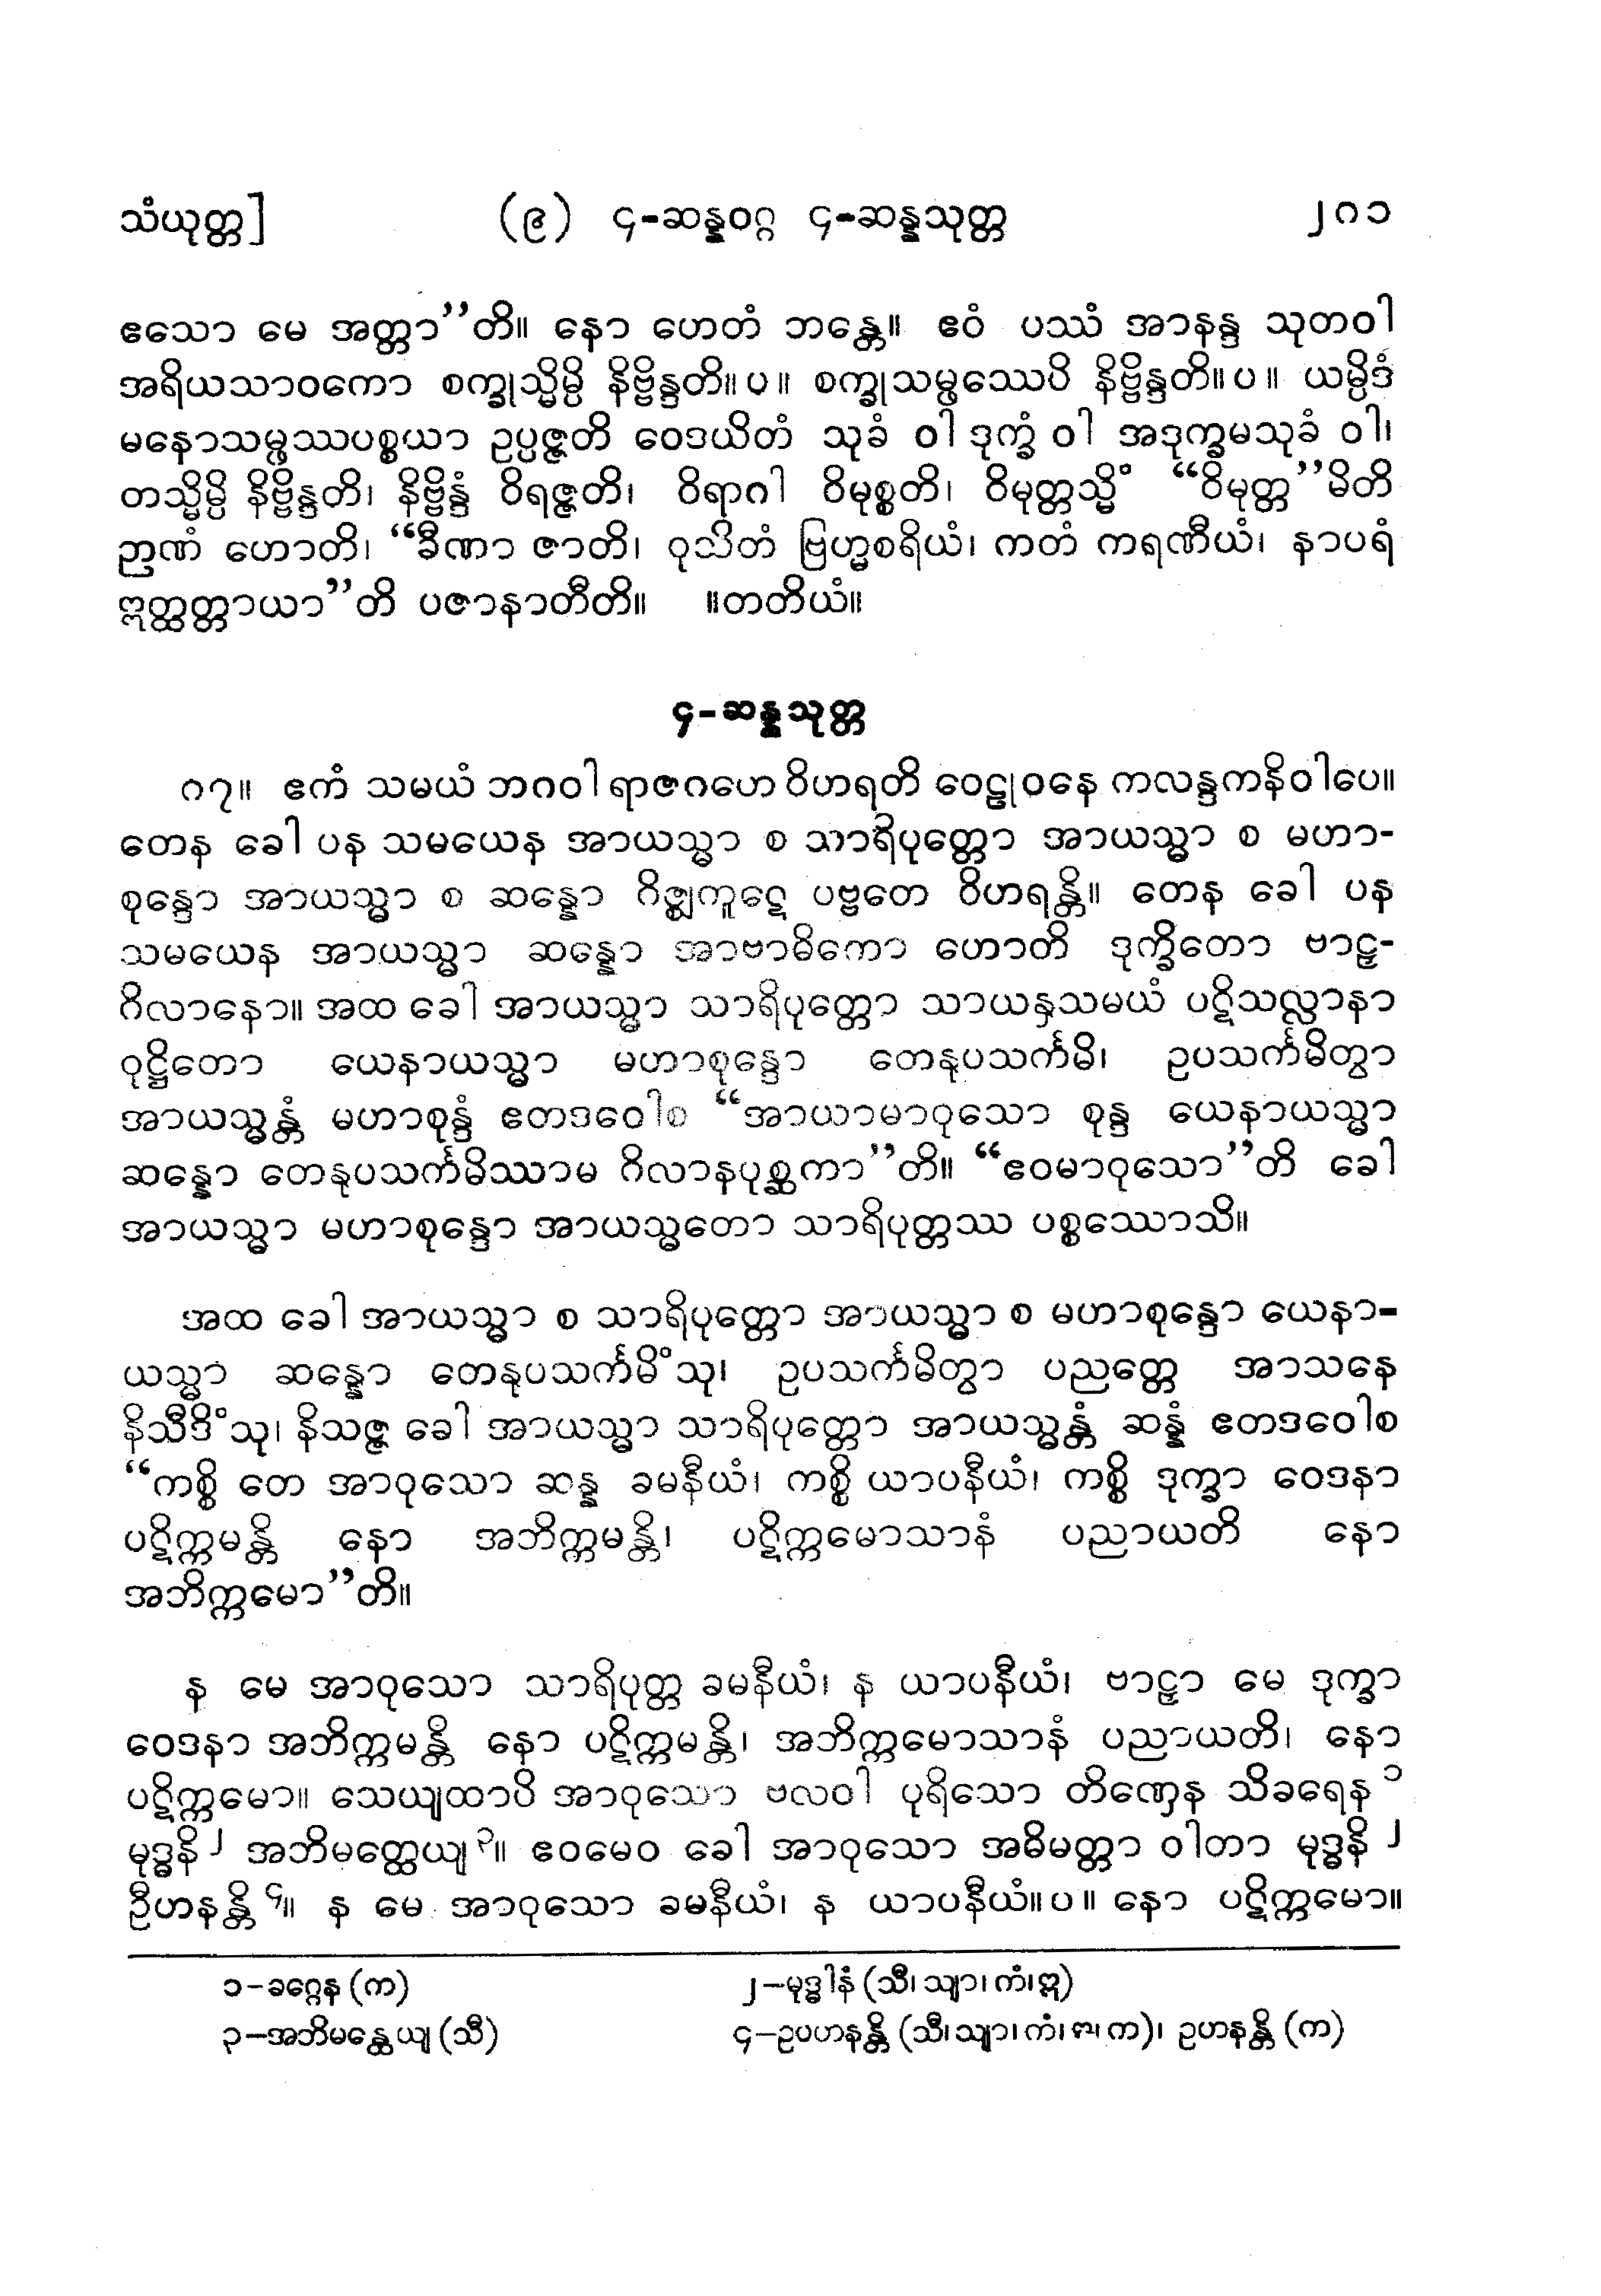 သံယုတ္တ] (၉) ၄-ဆန္နဝဂ္ဂ ၄-ဆန္နသုတ္တ ၂၈၁
ဧသော မေ အတ္တာ’’တိ။ နော ဟေတံ ဘန္တေ။ ဧဝံ ပဿံ အာနန္ဒ သုတဝါ
အရိယသာဝကော စက္ခုသ္မိမ္ပိ နိဗ္ဗိန္ဒတိ။ပ။ စက္ခုသမ္ဖဿေပိ နိဗ္ဗိန္ဒတိ။ပ။ ယမ္ပိဒံ
မနောသမ္ဖဿပစ္စယာ ဥပ္ပဇ္ဇတိ ဝေဒယိတံ သုခံ ဝါ ဒုက္ခံ ဝါ အဒုက္ခမသုခံ ဝါ၊
တသ္မိမ္ပိ နိဗ္ဗိန္ဒတိ၊ နိဗ္ဗိန္ဒံ ဝိရဇ္ဇတိ၊ ဝိရာဂါ ဝိမုစ္စတိ၊ ဝိမုတ္တသ္မိံ “ဝိမုတ္တ’’မိတိ
ဉာဏံ ဟောတိ၊ “ခီဏာ ဇာတိ၊ ဝုသိတံ ဗြဟ္မစရိယံ၊ ကတံ ကရဏီယံ၊ နာပရံ
ဣတ္ထတ္တာယာ’’တိ ပဇာနာတီတိ။ ။တတိယံ။
၄-ဆန္နသုတ္တ
၈၇။ ဧကံ သမယံ ဘဂဝါ ရာဇဂဟေ ဝိဟရတိ ဝေဠုဝနေ ကလန္ဒကနိဝါပေ။
တေန ခေါ ပန သမယေန အာယသ္မာ စ သာရိပုတ္တော အာယသ္မာ စ မဟာ-
စုန္ဒော အာယသ္မာ စ ဆန္နော ဂိဇ္ဈကူဋေ ပဗ္ဗတေ ဝိဟရန္တိ။ တေန ခေါ ပန
သမယေန အာယသ္မာ ဆန္နော အာဗာဓိကော ဟောတိ ဒုက္ခိတော ဗာဠှ-
ဂိလာနော။ အထ ခေါ အာယသ္မာ သာရိပုတ္တော သာယနှသမယံ ပဋိသလ္လာနာ
ဝုဋ္ဌိတော ယေနာယသ္မာ မဟာစုန္ဒော တေနုပသင်္ကမိ၊ ဥပသင်္ကမိတွာ
အာယသ္မန္တံ မဟာစုန္ဒံ ဧတဒဝေါစ “အာယာမာဝုသော စုန္ဒ ယေနာယသ္မာ
ဆန္နော တေနုပသင်္ကမိဿာမ ဂိလာနပုစ္ဆကာ’’တိ။ “ဧဝမာဝုသော’’တိ ခေါ
အာယသ္မာ မဟာစုန္ဒော အာယသ္မတော သာရိပုတ္တဿ ပစ္စဿောသိ။
အထ ခေါ အာယသ္မာ စ သာရိပုတ္တော အာယသ္မာ စ မဟာစုန္ဒော ယေနာ-
ယသ္မာ ဆန္နော တေနုပသင်္ကမိံသု၊ ဥပသင်္ကမိတွာ ပညတ္တေ အာသနေ
နိသီဒိံသု၊ နိသဇ္ဇ ခေါ အာယသ္မာ သာရိပုတ္တော အာယသ္မန္တံ ဆန္နံ ဧတဒဝေါစ
“ကစ္စိ တေ အာဝုသော ဆန္န ခမနီယံ၊ ကစ္စိ ယာပနီယံ၊ ကစ္စိ ဒုက္ခာ ဝေဒနာ
ပဋိက္ကမန္တိ နော အဘိက္ကမန္တိ၊ ပဋိက္ကမောသာနံ ပညာယတိ နော
အဘိက္ကမော’’တိ။
န မေ အာဝုသော သာရိပုတ္တ ခမနီယံ၊ န ယာပနီယံ၊ ဗာဠှာ မေ ဒုက္ခာ
ဝေဒနာ အဘိက္ကမန္တိ နော ပဋိက္ကမန္တိ၊ အဘိက္ကမောသာနံ ပညာယတိ၊ နော
ပဋိက္ကမော။ သေယျထာပိ အာဝုသော ဗလဝါ ပုရိသော တိဏှေန သိခရေန ၁
မုဒ္ဓနိ ၂ အဘိမတ္ထေယျ ၃။ ဧဝမေဝ ခေါ အာဝုသော အဓိမတ္တာ ဝါတာ မုဒ္ဓနိ ၂
ဦဟနန္တိ ၄။ န မေ အာဝုသော ခမနီယံ၊ န ယာပနီယံ။ပ။ နော ပဋိက္ကမော။
၁-ခဂ္ဂေန (က) ၂-မုဒ္ဓါနံ (သီ၊ သျာ၊ ကံ၊ ဣ)
၃-အဘိမန္ထေယျ (သီ) ၄-ဥပဟနန္တိ (သီ၊ သျာ၊ ကံ၊ ဣ၊ က)၊ ဥဟနန္တိ (က)